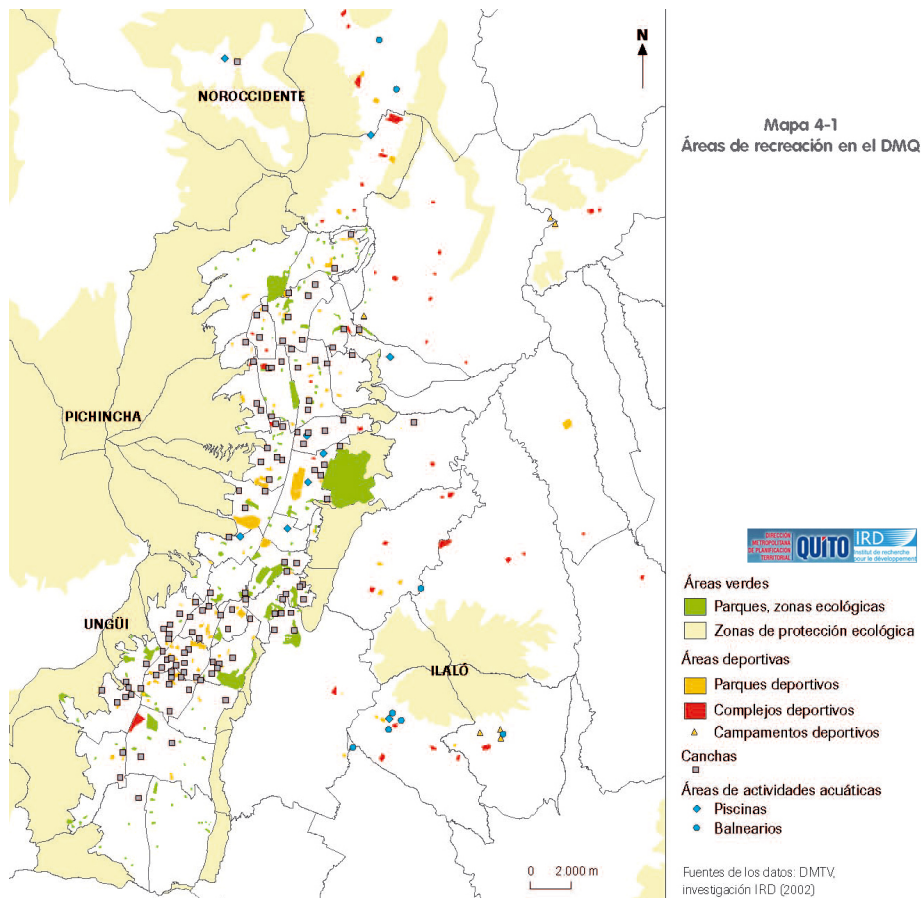 N
NOROCCIDENTE
PICHINCHA
UNGÜI
ILALÓ
0 2.000 m
Mapa 4-1
Áreas de recreación en el DMQ
DIRECCIÓN
METROPOLITANA
DE PLANIFICACIÓN
TERRITORIAL
QUITO
IRD
Institut de recherche
pour le développement
Áreas verdes
Parques, zonas ecológicas
Zonas de protección ecológica
Áreas deportivas
Parques deportivos
Complejos deportivos
Campamentos deportivos
Canchas
Áreas de actividades acuáticas
Piscinas
Balnearios
Fuentes de los datos: DMTV,
investigación IRD (2002)